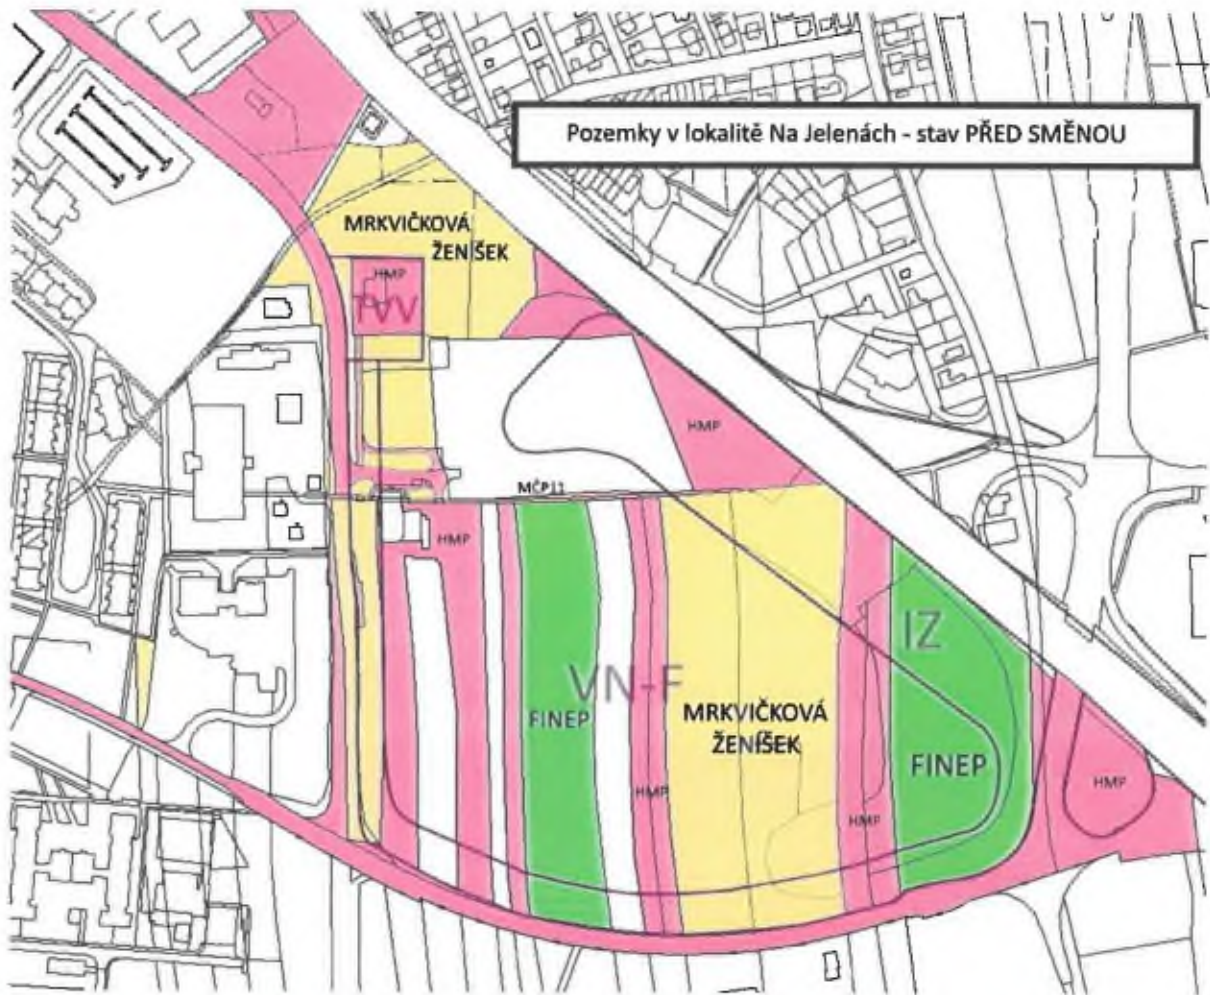 Pozemky v lokalitě Na Jelenách - stav PŘED SMĚNOU
MRKVIČKOVÁ
ŽENÍŠEK
HMP
TVV
HMP
MČP11
HMP
IZ
VN-F
FINEP
MRKVIČKOVÁ
ŽENÍŠEK
FINEP
HMP
HMP
HMP